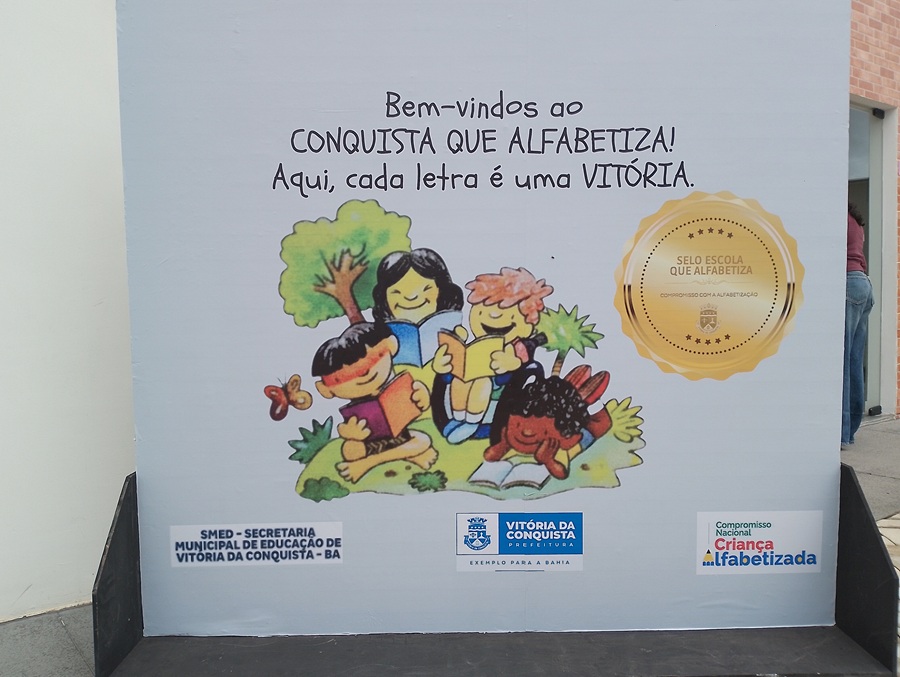 Bem-vindos ao
CONQUISTA QUE ALFABETIZA!
Aqui, cada letra é uma VITÓRIA.
SELO ESCOLA
QUE ALFABETIZA
COMPROMISSO COM A ALFABETIZAÇÃO
SMED - SECRETARIA
MUNICIPAL DE EDUCAÇÃO DE
VITÓRIA DA CONQUISTA - BA
VITÓRIA DA
CONQUISTA
PREFEITURA
EXEMPLO PARA A BAHIA
Compromisso
Nacional
Criança
Alfabetizada